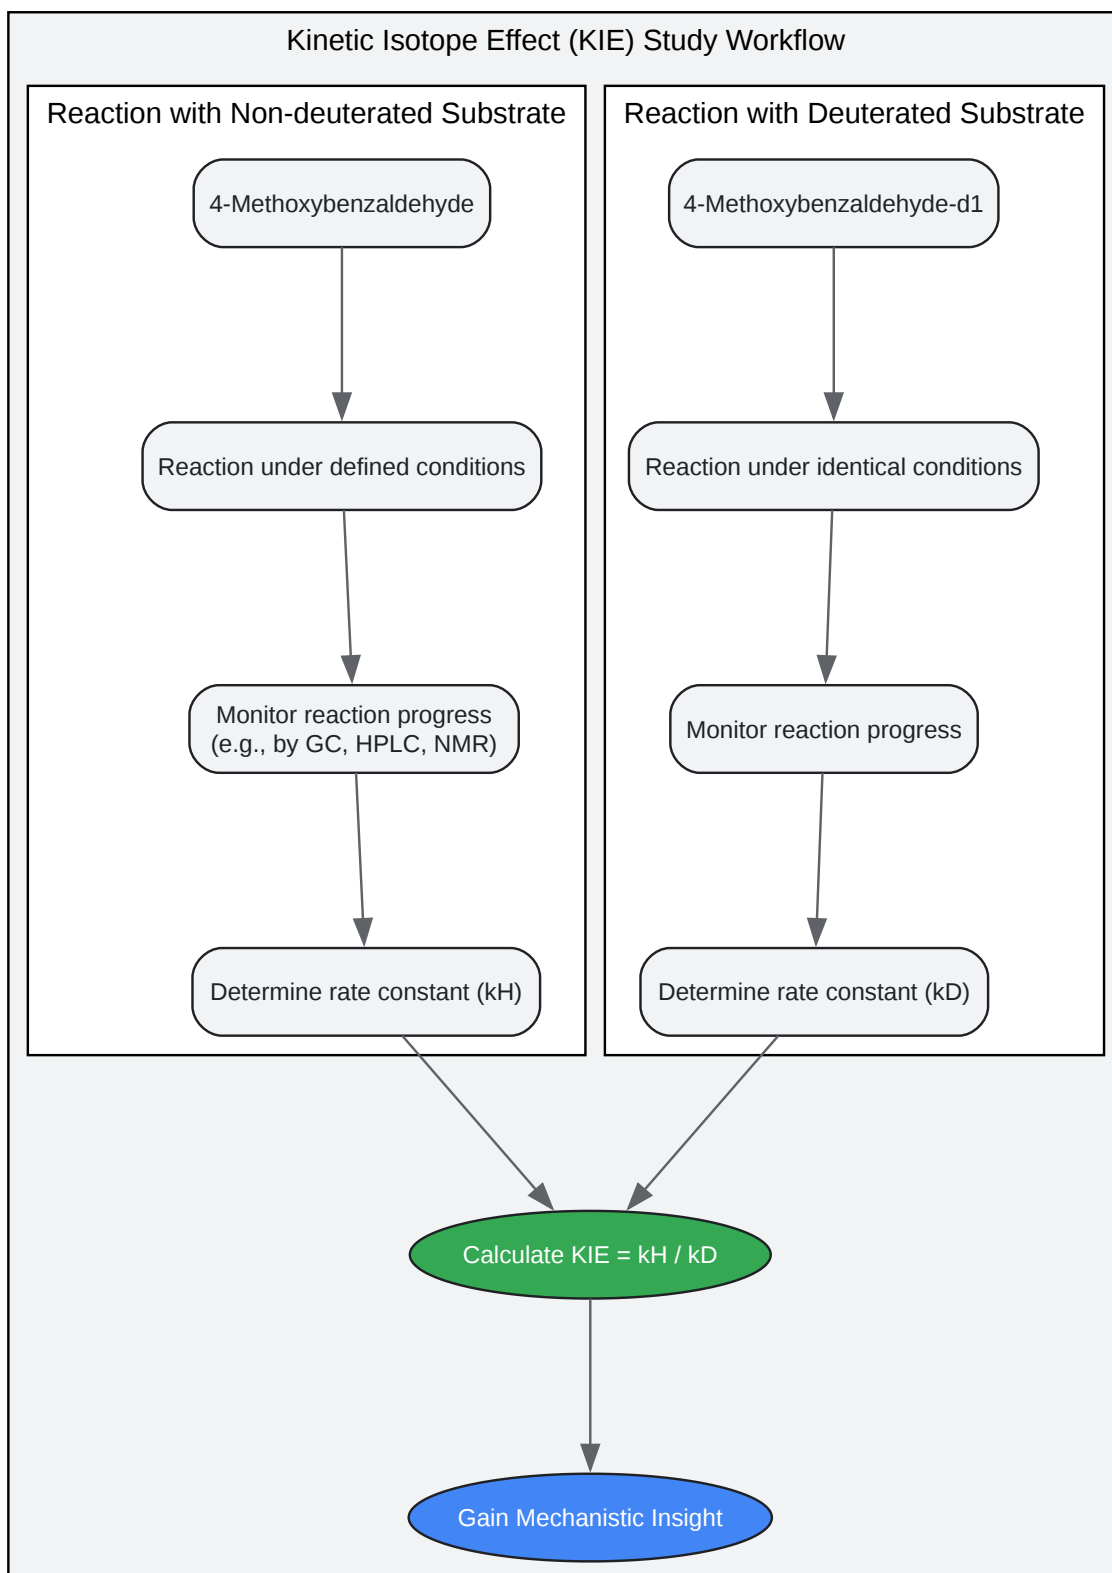 Kinetic Isotope Effect (KIE) Study Workflow
Reaction with Non-deuterated Substrate
4-Methoxybenzaldehyde
Reaction under defined conditions
Monitor reaction progress
(e.g., by GC, HPLC, NMR)
Determine rate constant (kH)
Reaction with Deuterated Substrate
4-Methoxybenzaldehyde-d1
Reaction under identical conditions
Monitor reaction progress
Determine rate constant (kD)
Calculate KIE = kH / kD
Gain Mechanistic Insight